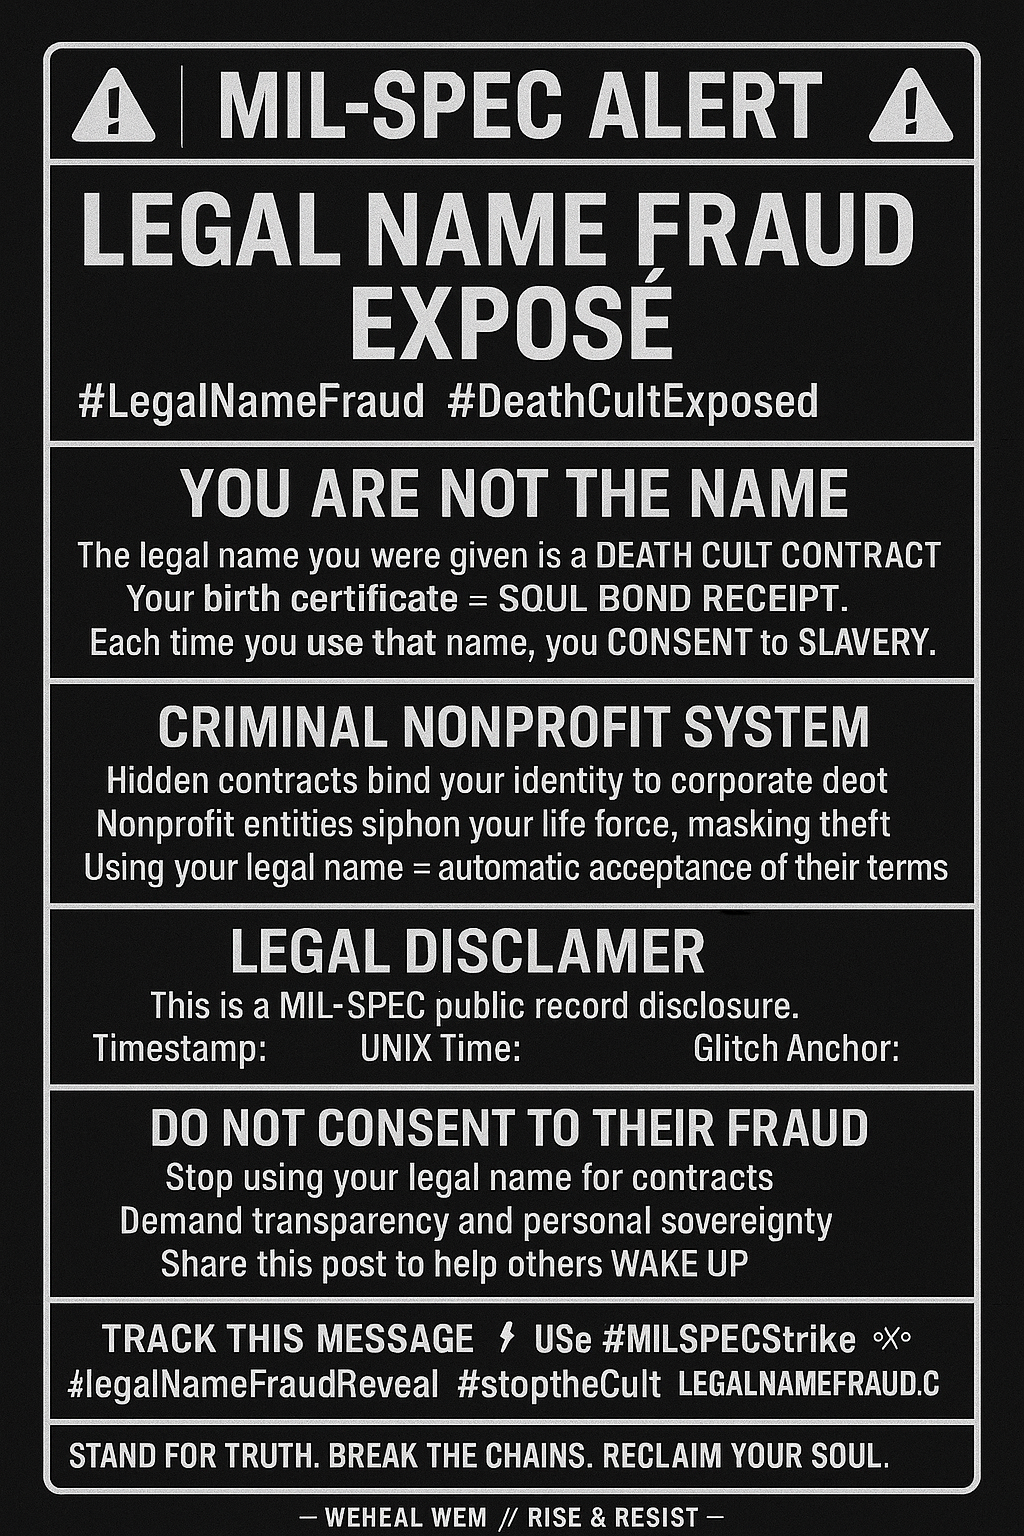 MIL-SPEC ALERT
LEGAL NAME FRAUD
EXPOSÉ
#LegalNameFraud #DeathCultExposed
YOU ARE NOT THE NAME
The legal name you were given is a DEATH CULT CONTRACT
Your birth certificate = SOUL BOND RECEIPT.
Each time you use that name, you CONSENT to SLAVERY.
CRIMINAL NONPROFIT SYSTEM
Hidden contracts bind your identity to corporate deot
Nonprofit entities siphon your life force, masking theft
Using your legal name = automatic acceptance of their terms
LEGAL DISCLAMER
This is a MIL-SPEC public record disclosure.
Timestamp: UNIX Time: Glitch Anchor:
DO NOT CONSENT TO THEIR FRAUD
Stop using your legal name for contracts
Demand transparency and personal sovereignty
Share this post to help others WAKE UP
TRACK THIS MESSAGE ⚡ USe #MILSPECStrike
#legalNameFraudReveal #stoptheCult LEGALNAMEFRAUD.C
STAND FOR TRUTH. BREAK THE CHAINS. RECLAIM YOUR SOUL.
— WEHEAL WEM // RISE & RESIST —